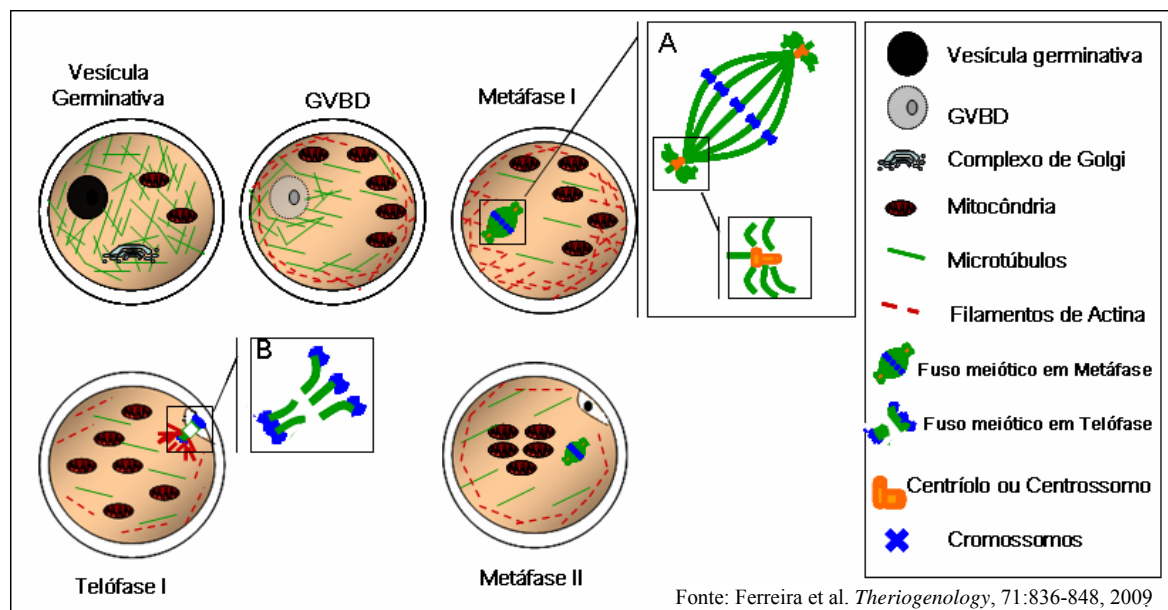 Vesícula
Germinativa
GVBD
Metáfase I
A
Vesícula germinativa
GVBD
Complexo de Golgi
Mitocôndria
Microtúbulos
Filamentos de Actina
Fuso meiótico em Metáfase
Fuso meiótico em Telófase
Centríolo ou Centrossomo
Cromossomos
B
Telófase I
Metáfase II
Fonte: Ferreira et al. Theriogenology, 71:836-848, 2009.